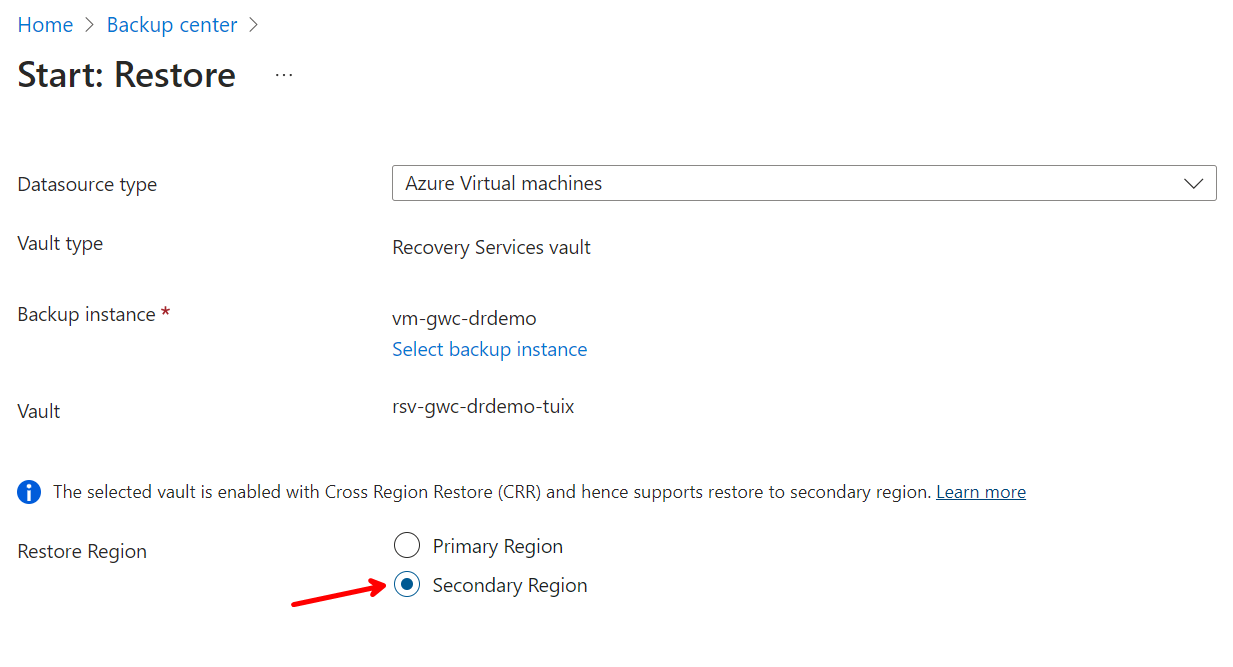 Home > Backup center >
Start: Restore ...
Datasource type
Azure Virtual machines
Vault type
Recovery Services vault
Backup instance *
vm-gwc-drdemo
Select backup instance
Vault
rsv-gwc-drdemo-tuix
The selected vault is enabled with Cross Region Restore (CRR) and hence supports restore to secondary region. Learn more
Restore Region
Primary Region
Secondary Region